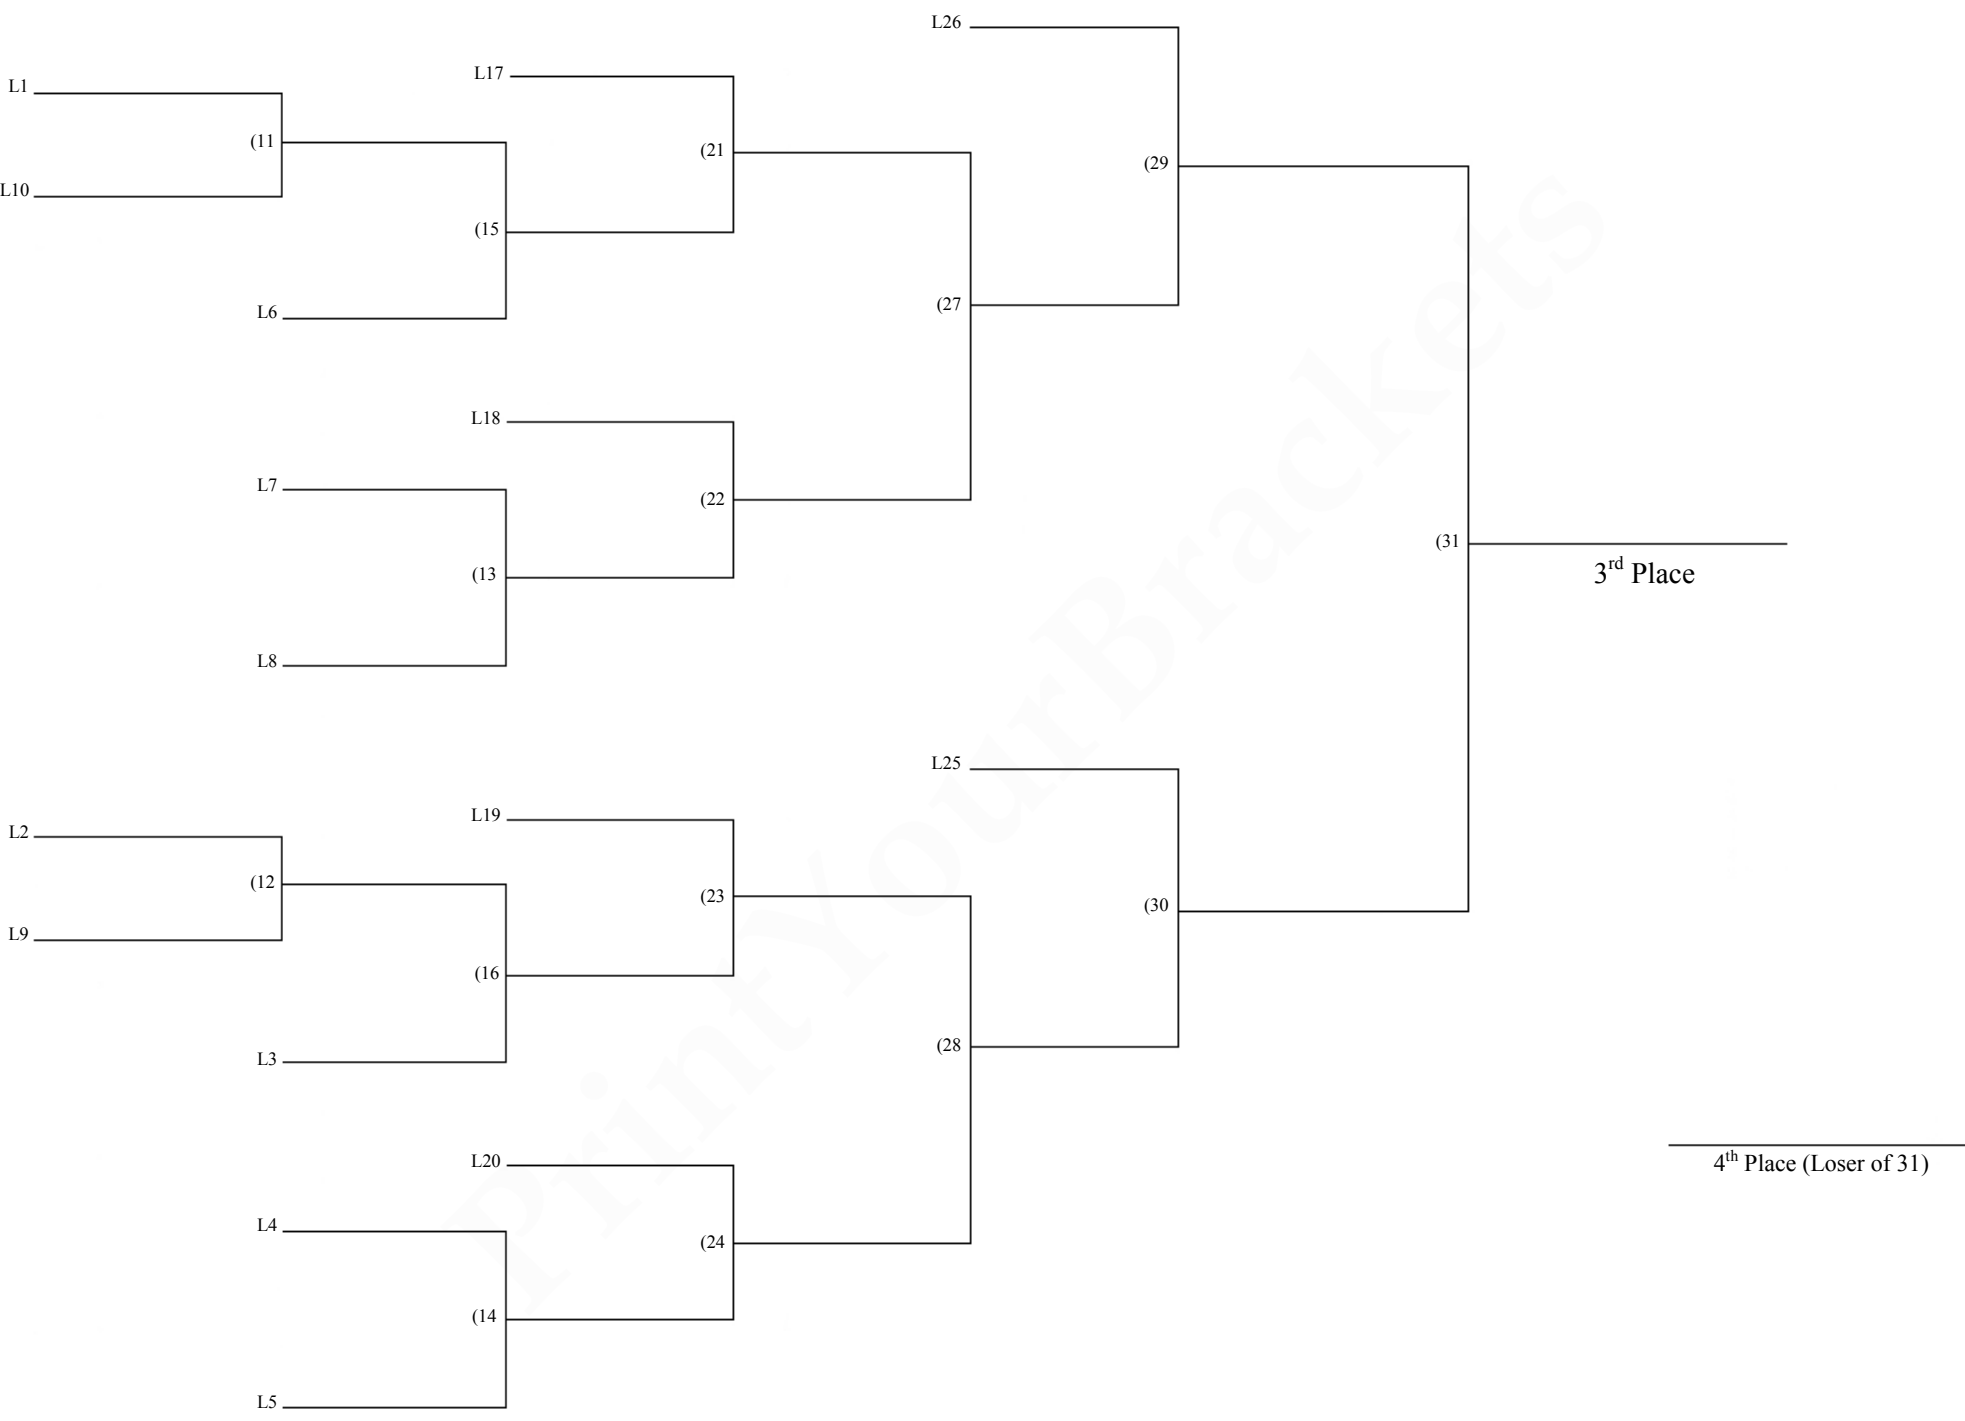 L26
L17
L1
(11
(21
(29
L10
(15
(27
L6
L18
L7
(22
(31
3rd Place
(13
L8
L25
L19
L2
(12
(23
(30
L9
(16
(28
L3
L20
4th Place (Loser of 31)
L4
(24
(14
L5
PrintYourBrackets